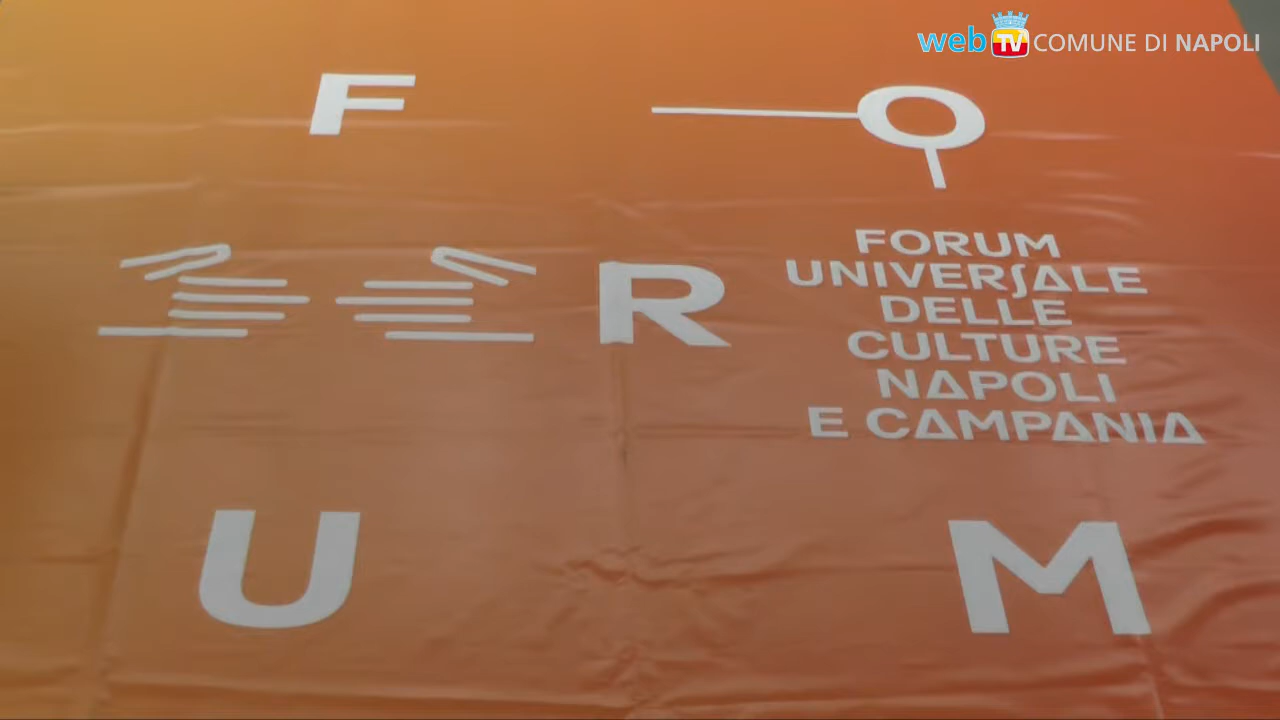 web TV COMUNE DI NAPOLI
F O
R
FORUM
UNIVERSALE
DELLE
CULTURE
NAPOLI
E CAMPANIA
U M